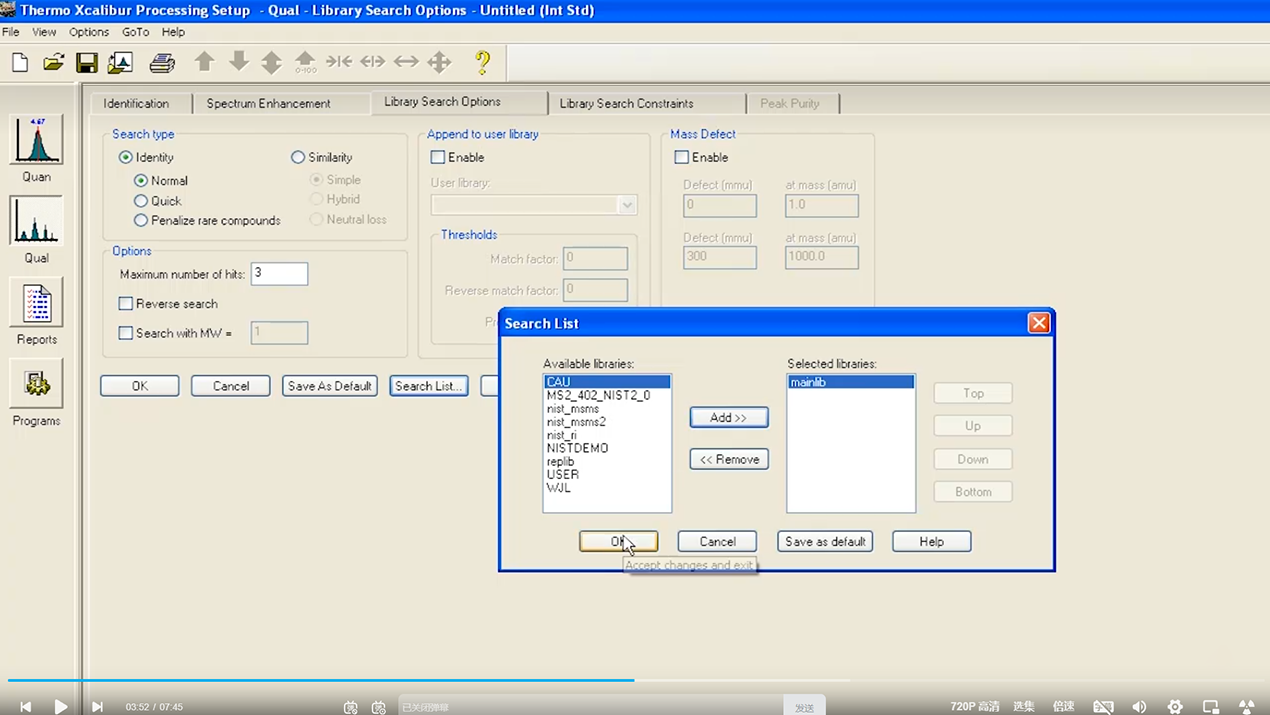 Thermo Xcalibur Processing Setup - Qual - Library Search Options - Untitled (Int Std)
File View Options GoTo Help
0-100
Identification Spectrum Enhancement Library Search Options Library Search Constraints Peak Purity
4.67
Quan
Qual
Reports
Programs
Search type
Identity Similarity
Normal Simple
Quick Hybrid
Penalize rare compounds Neutral loss
Options
Maximum number of hits: 3
Reverse search
Search with MW = 1
Append to user library
Enable
User library:
Thresholds
Match factor: 0
Reverse match factor: 0
Mass Defect
Enable
Defect (mmu) at mass (amu)
0 1.0
Defect (mmu) at mass (amu)
300 1000.0
OK Cancel Save As Default Search List...
Search List
Available libraries:
CAU
MS2_402_NIST2_0
nist_msms
nist_msms2
nist_ri
NISTDEMO
replib
USER
WJL
Add >>
<< Remove
Selected libraries:
mainlib
Top
Up
Down
Bottom
OK Cancel Save as default Help
Accept changes and exit
03:52 / 07:45 已关闭弹幕 发送 720P 高清 选集 倍速